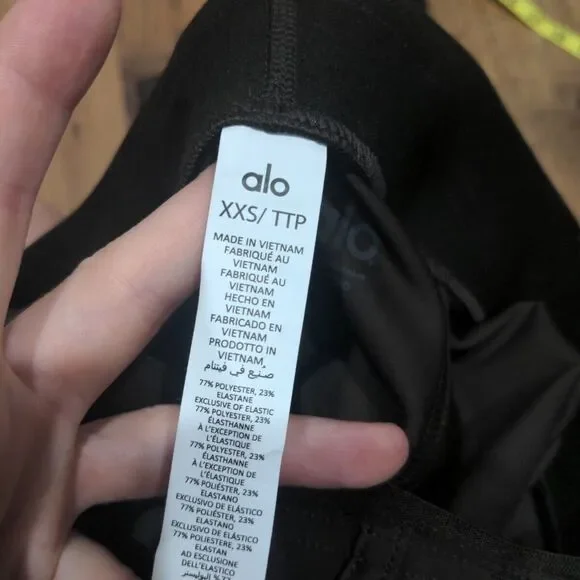 alo
XXS/ TTP
MADE IN VIETNAM
FABRIQUÉ AU
VIETNAM
FABRIQUÉ AU
VIETNAM
HECHO EN
VIETNAM
FABRICADO EN
VIETNAM
PRODOTTO IN
VIETNAM
صُنِع في فيتنام
77% POLYESTER, 23%
ELASTANE
EXCLUSIVE OF ELASTIC
77% POLYESTER, 23%
ÉLASTHANNE
À L'EXCEPTION DE
L'ÉLASTIQUE
77% POLYESTER, 23%
ÉLASTHANNE
À L'EXCEPTION DE
L'ÉLASTIQUE
77% POLIÉSTER, 23%
ELASTANO
EXCLUSIVO DE ELÁSTICO
77% POLIÉSTER, 23%
ELASTANO
EXCLUSIVO DE ELÁSTICO
77% POLIESTERE, 23%
ELASTAN
AD ESCLUSIONE
DELL'ELASTICO
alo